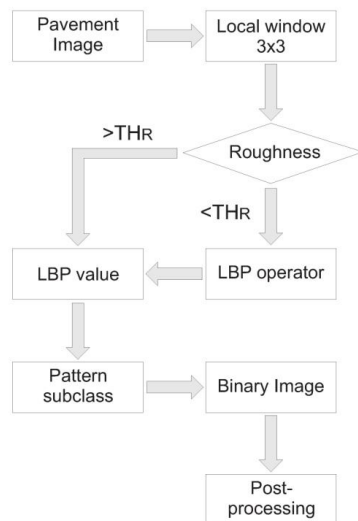 Pavement
Image
Local window
3x3
>THR
Roughness
<THR
LBP value
LBP operator
Pattern
subclass
Binary Image
Post-
processing